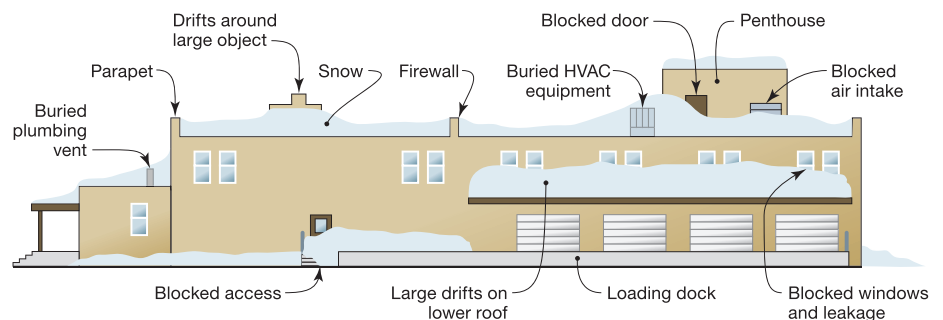 Drifts around
large object
Blocked
door
Penthouse
Parapet
Snow
Firewall
Buried HVAC
equipment
Blocked
air intake
Buried
plumbing
vent
Blocked access
Large drifts on
lower roof
Loading dock
Blocked windows
and leakage